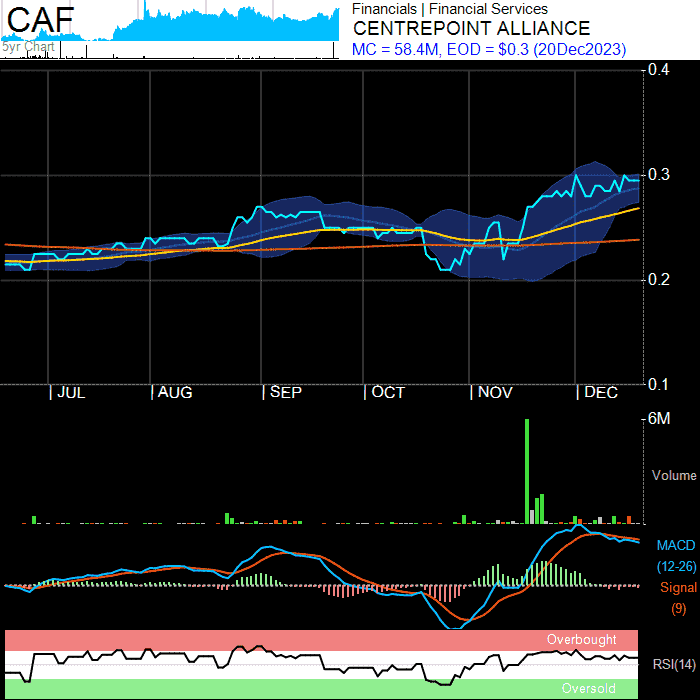 CAF
5yr Chart
Financials | Financial Services
CENTREPOINT ALLIANCE
MC = 58.4M, EOD = $0.3 (20Dec2023)
0.4
0.3
0.2
0.1
| JUL | AUG | SEP | OCT | NOV | DEC
6M
Volume
MACD
(12-26)
Signal
(9)
Overbought
RSI(14)
Oversold